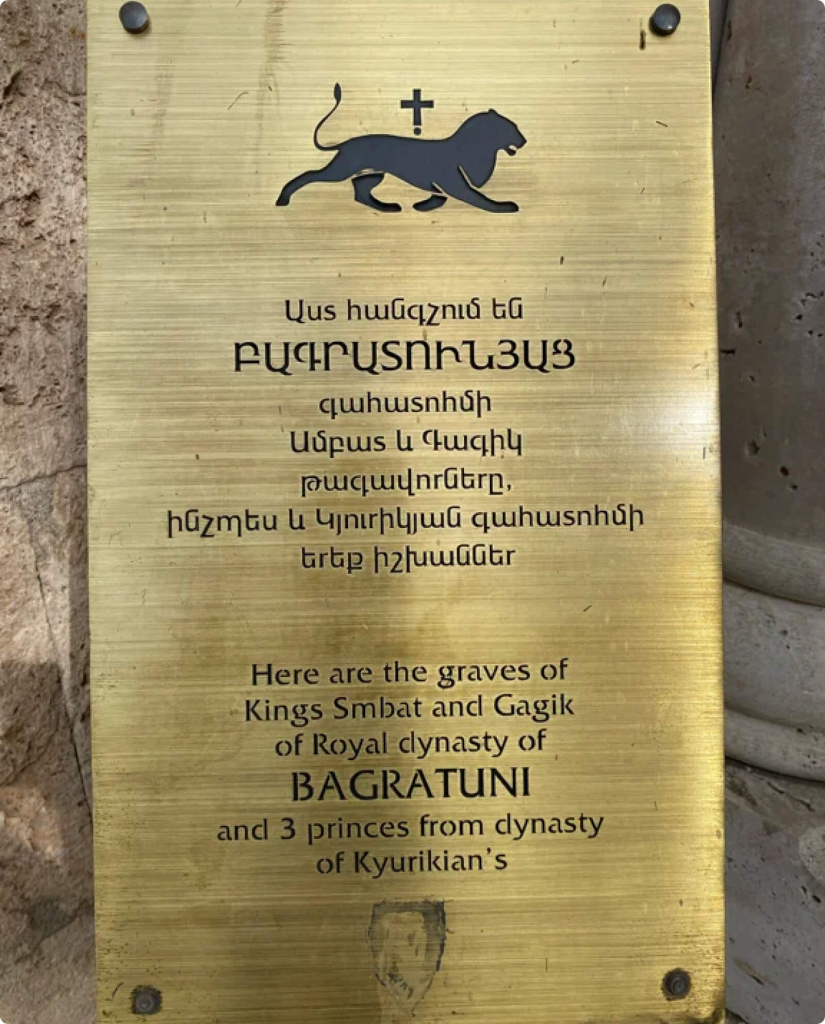 Աստ հանգչում են
ԲԱԳՐԱՏՈՒՆՅԱՑ
գահատոհմի
Սմբատ և Գագիկ
թագավորները,
ինչպես և Կյուրիկյան գահատոհմի
երեք իշխաններ
Here are the graves of
Kings Smbat and Gagik
of Royal dynasty of
BAGRATUNI
and 3 princes from dynasty
of Kyurikian's